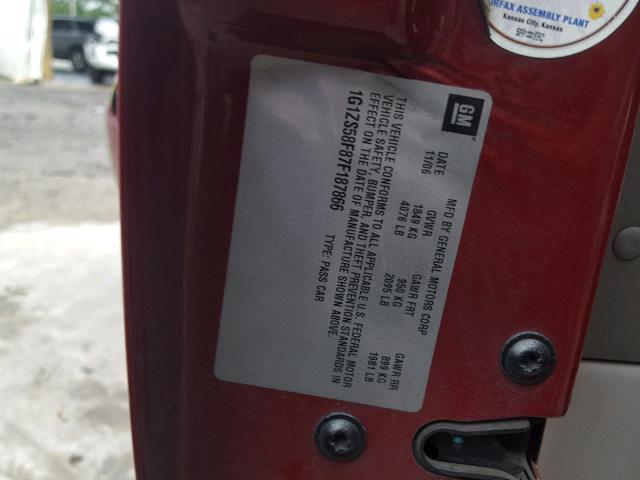 FAIRFAX ASSEMBLY PLANT
Kansas City, Kansas
GM
MFD BY GENERAL MOTORS CORP
DATE GVWR GAWR FRT GAWR RR
11/06 1849 KG 950 KG 899 KG
4076 LB 2095 LB 1981 LB
THIS VEHICLE CONFORMS TO ALL APPLICABLE U.S. FEDERAL MOTOR
VEHICLE SAFETY, BUMPER, AND THEFT PREVENTION STANDARDS IN
EFFECT ON THE DATE OF MANUFACTURE SHOWN ABOVE.
1G1ZS58F87F187866 TYPE: PASS CAR